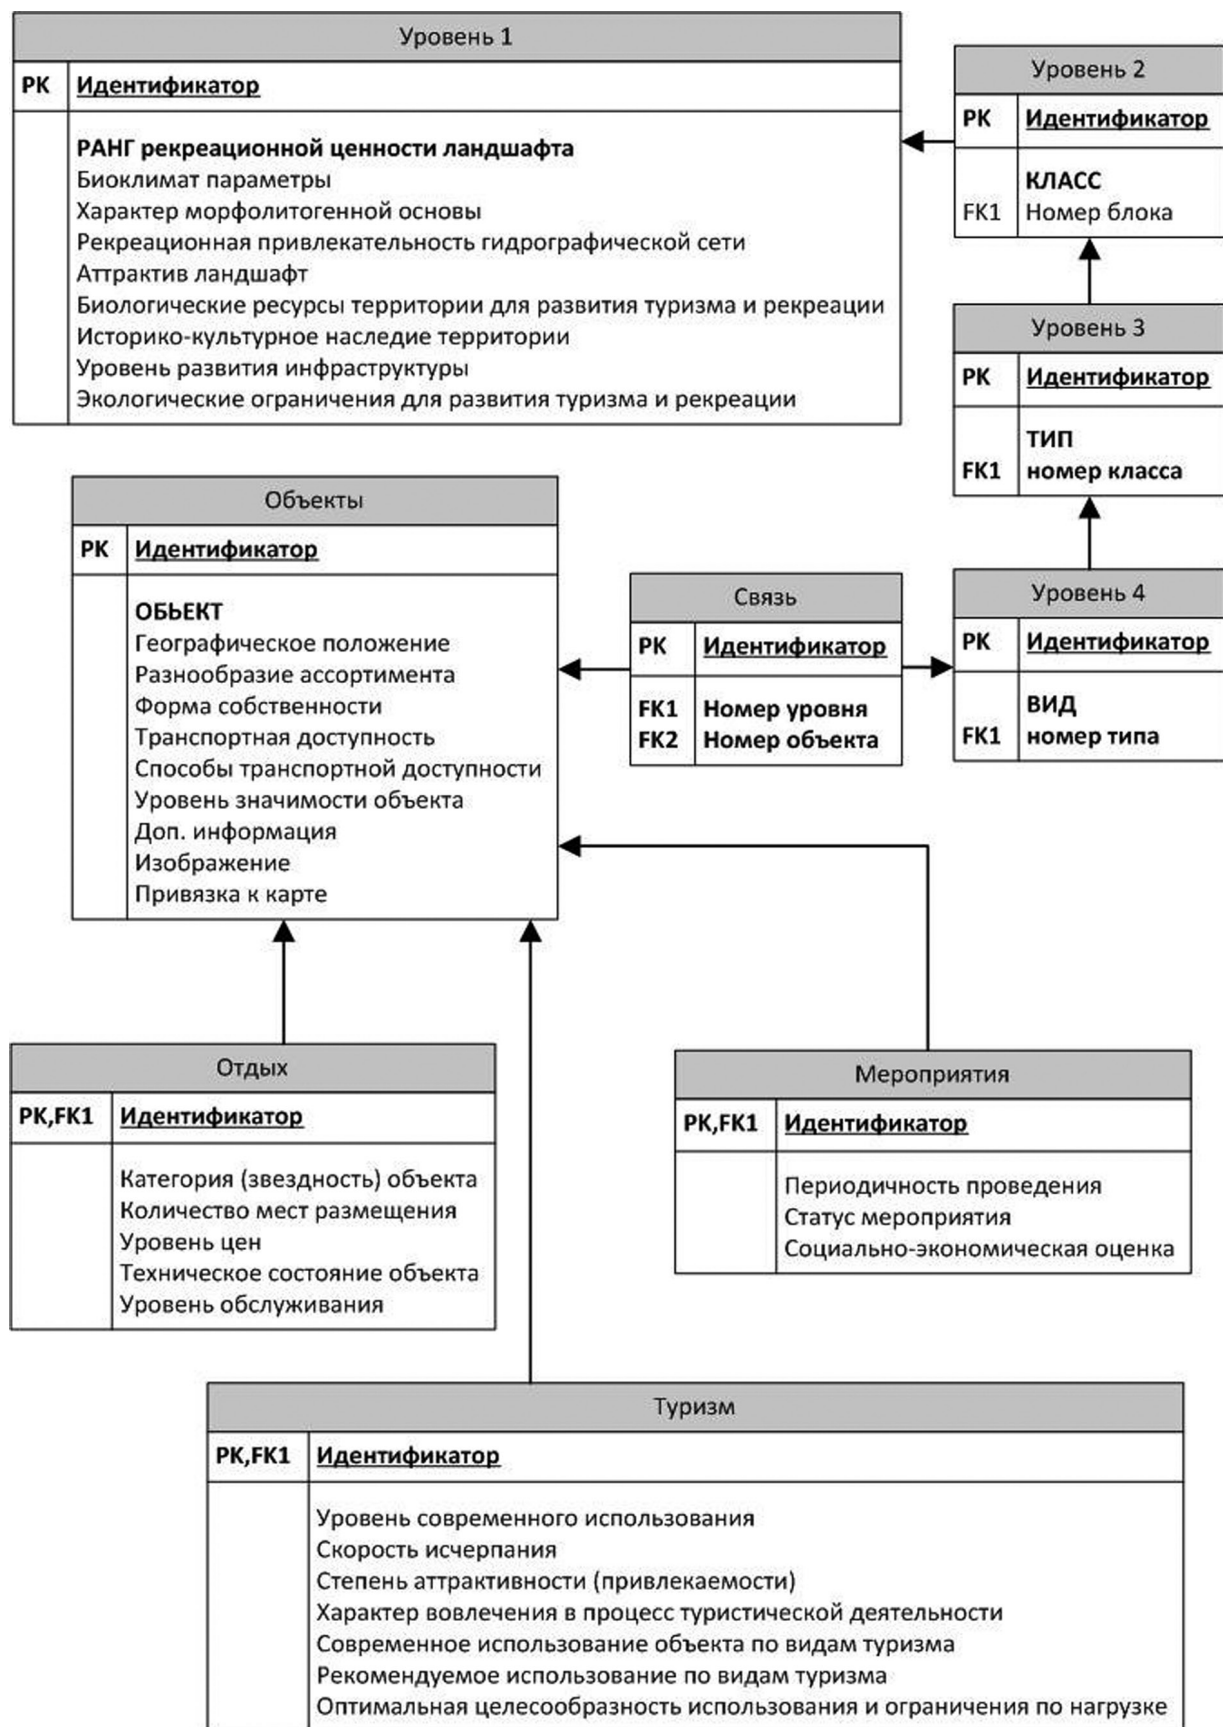 Уровень 1
PK Идентификатор
РАНГ рекреационной ценности ландшафта
Биоклимат параметры
Характер морфолитогенной основы
Рекреационная привлекательность гидрографической сети
Аттрактив ландшафт
Биологические ресурсы территории для развития туризма и рекреации
Историко-культурное наследие территории
Уровень развития инфраструктуры
Экологические ограничения для развития туризма и рекреации
Уровень 2
PK Идентификатор
КЛАСС
FK1 Номер блока
Уровень 3
PK Идентификатор
ТИП
FK1 номер класса
Объекты
PK Идентификатор
ОБЬЕКТ
Географическое положение
Разнообразие ассортимента
Форма собственности
Транспортная доступность
Способы транспортной доступности
Уровень значимости объекта
Доп. информация
Изображение
Привязка к карте
Связь
PK Идентификатор
FK1 Номер уровня
FK2 Номер объекта
Уровень 4
PK Идентификатор
ВИД
FK1 номер типа
Отдых
PK,FK1 Идентификатор
Категория (звездность) объекта
Количество мест размещения
Уровень цен
Техническое состояние объекта
Уровень обслуживания
Мероприятия
PK,FK1 Идентификатор
Периодичность проведения
Статус мероприятия
Социально-экономическая оценка
Туризм
PK,FK1 Идентификатор
Уровень современного использования
Скорость исчерпания
Степень аттрактивности (привлекаемости)
Характер вовлечения в процесс туристической деятельности
Современное использование объекта по видам туризма
Рекомендуемое использование по видам туризма
Оптимальная целесообразность использования и ограничения по нагрузке